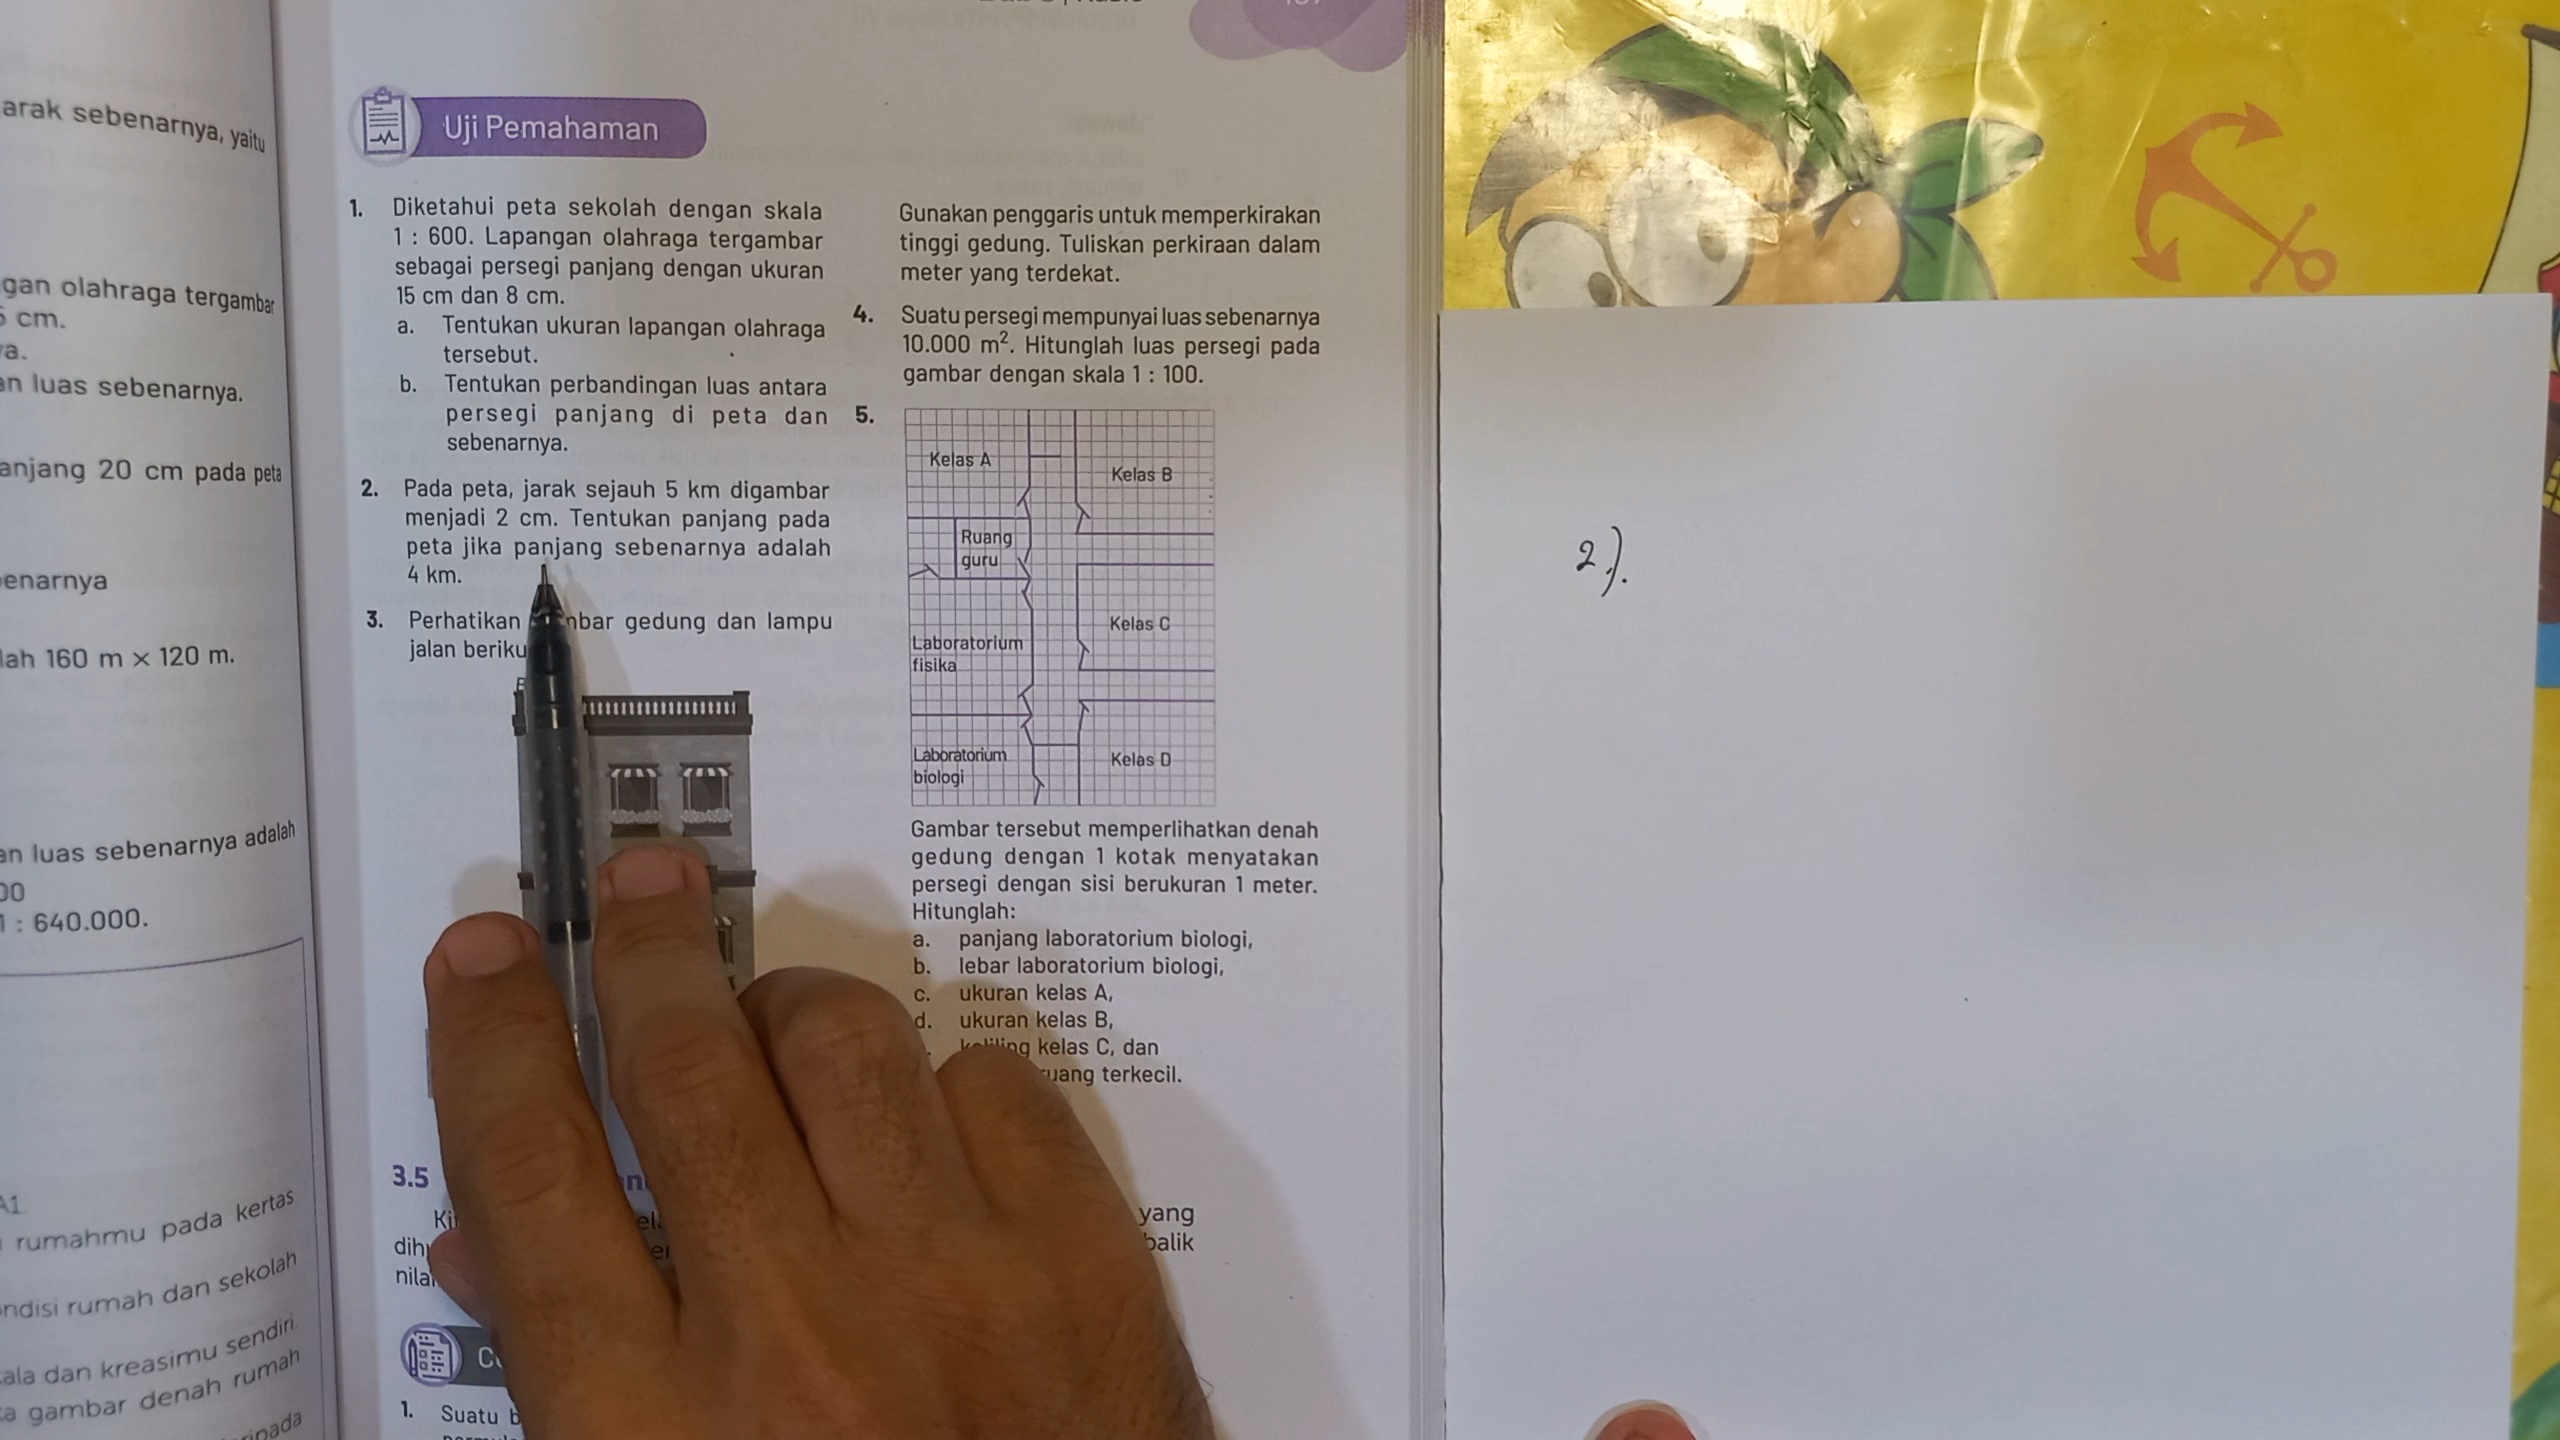 arak sebenarnya, yaitu
gan olahraga tergambar
cm.
an luas sebenarnya.
anjang 20 cm pada peta
enarnya
lah 160 m × 120 m.
an luas sebenarnya adalah
00
1 : 640.000.
A1
rumahmu pada kertas
ondisi rumah dan sekolah
kala dan kreasimu sendiri.
a gambar denah rumah
Uji Pemahaman
1. Diketahui peta sekolah dengan skala
1 : 600. Lapangan olahraga tergambar
sebagai persegi panjang dengan ukuran
15 cm dan 8 cm.
a. Tentukan ukuran lapangan olahraga
tersebut.
b. Tentukan perbandingan luas antara
persegi panjang di peta dan
sebenarnya.
2. Pada peta, jarak sejauh 5 km digambar
menjadi 2 cm. Tentukan panjang pada
peta jika panjang sebenarnya adalah
4 km.
3. Perhatikan gambar gedung dan lampu
jalan beriku
3.5
Ki
dih
nila
1. Suatu b
Gunakan penggaris untuk memperkirakan
tinggi gedung. Tuliskan perkiraan dalam
meter yang terdekat.
4. Suatu persegi mempunyai luas sebenarnya
10.000 m². Hitunglah luas persegi pada
gambar dengan skala 1 : 100.
5.
Kelas A
Kelas B
Ruang
guru
Kelas C
Laboratorium
fisika
Laboratorium
biologi
Kelas D
Gambar tersebut memperlihatkan denah
gedung dengan 1 kotak menyatakan
persegi dengan sisi berukuran 1 meter.
Hitunglah:
a. panjang laboratorium biologi,
b. lebar laboratorium biologi,
c. ukuran kelas A,
d. ukuran kelas B,
keliling kelas C, dan
ruang terkecil.
yang
balik
2).